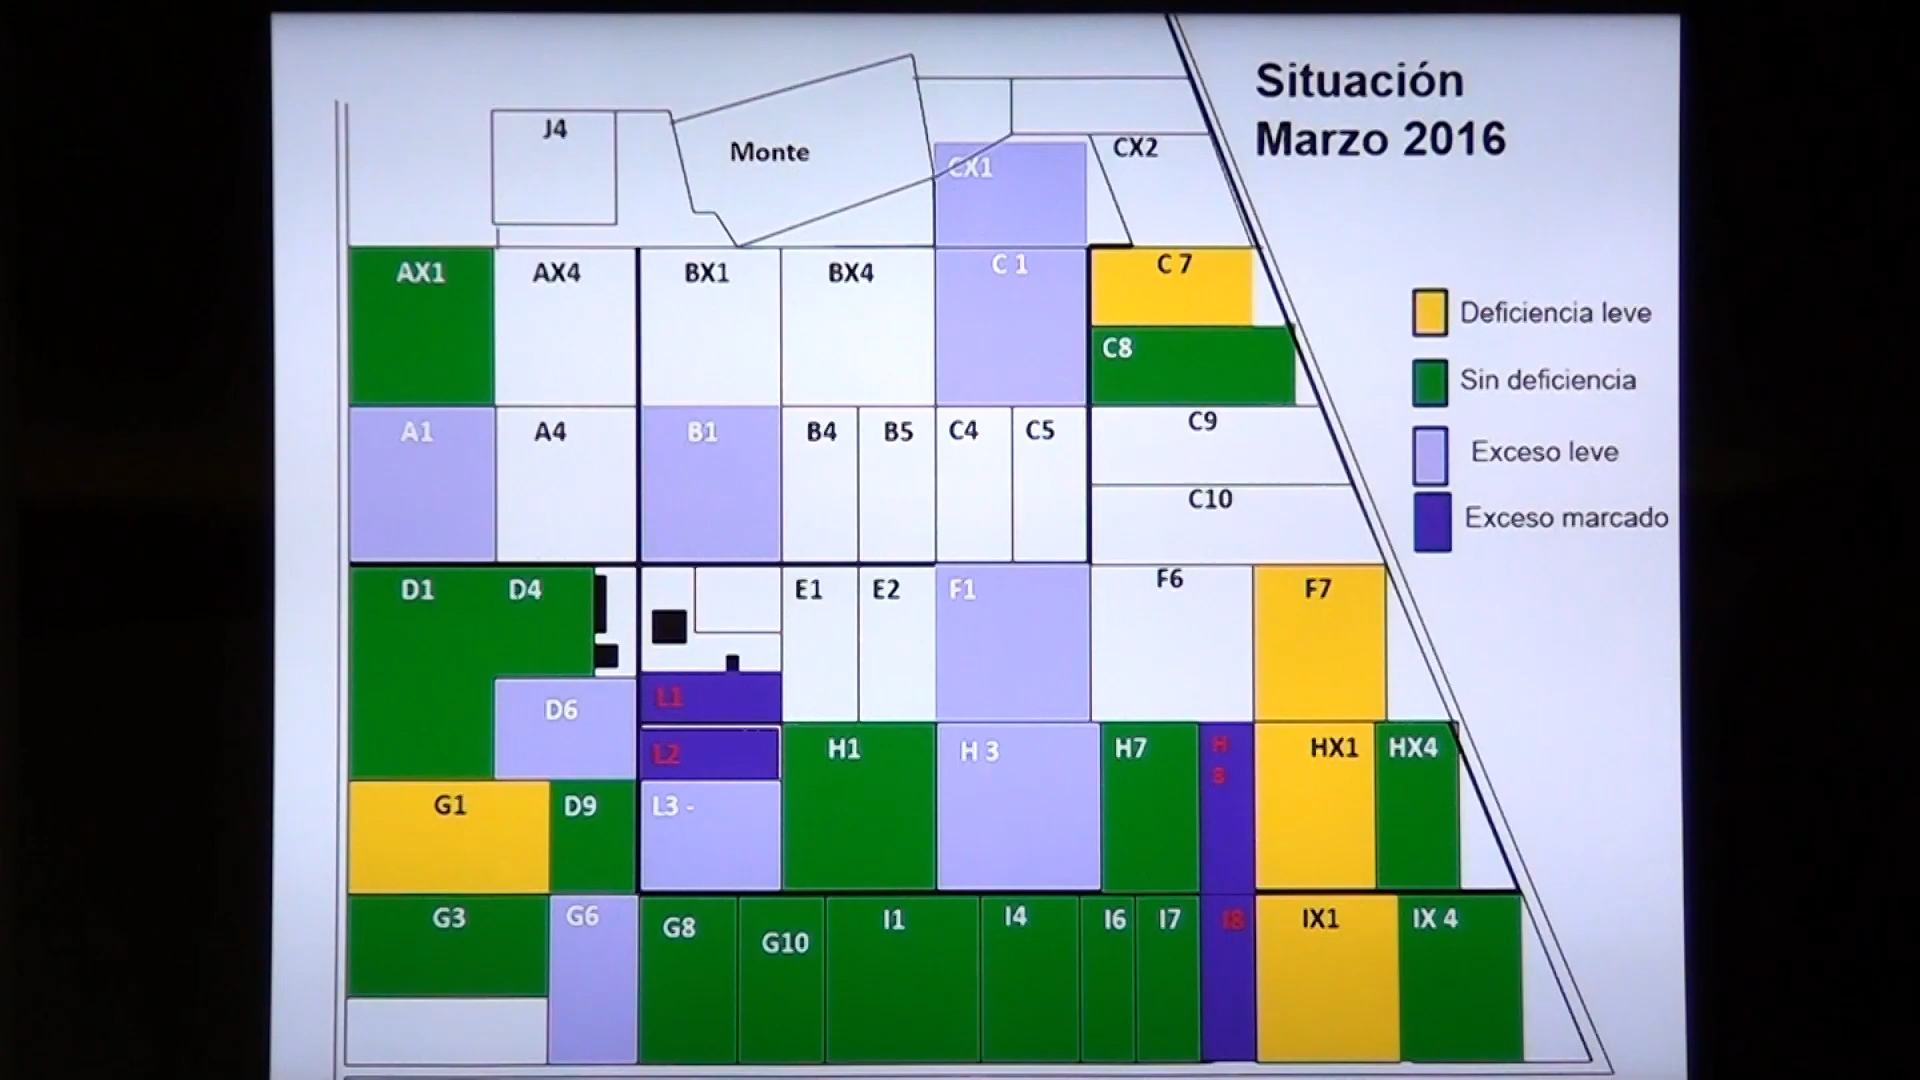 Situación
Marzo 2016
J4
Monte
CX1
CX2
AX1
AX4
BX1
BX4
C 1
C 7
C8
A1
A4
B1
B4
B5
C4
C5
C9
C10
D1
D4
E1
E2
F1
F6
F7
D6
L1
L2
H1
H 3
H7
H
8
HX1
HX4
G1
D9
L3 -
G3
G6
G8
G10
I1
I4
I6
I7
I8
IX1
IX 4
Deficiencia leve
Sin deficiencia
Exceso leve
Exceso marcado